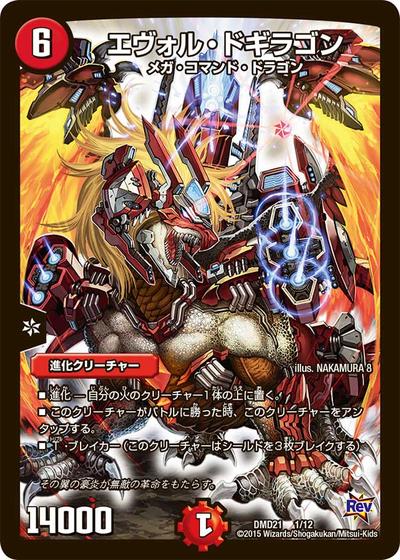 6
エヴォル・ドギラゴン
メガ・コマンド・ドラゴン
illus. NAKAMURA 8
進化クリーチャー
■ 進化—自分の火のクリーチャー1体の上に置く。
■ このクリーチャーがバトルに勝った時、このクリーチャーをアン
タップする。
■ T・ブレイカー（このクリーチャーはシールドを3枚ブレイクする）
その翼の豪炎が無敵の革命をもたらす。
Rev.
14000
1
DMD21 1/12
©2015 Wizards/Shogakukan/Mitsui-Kids